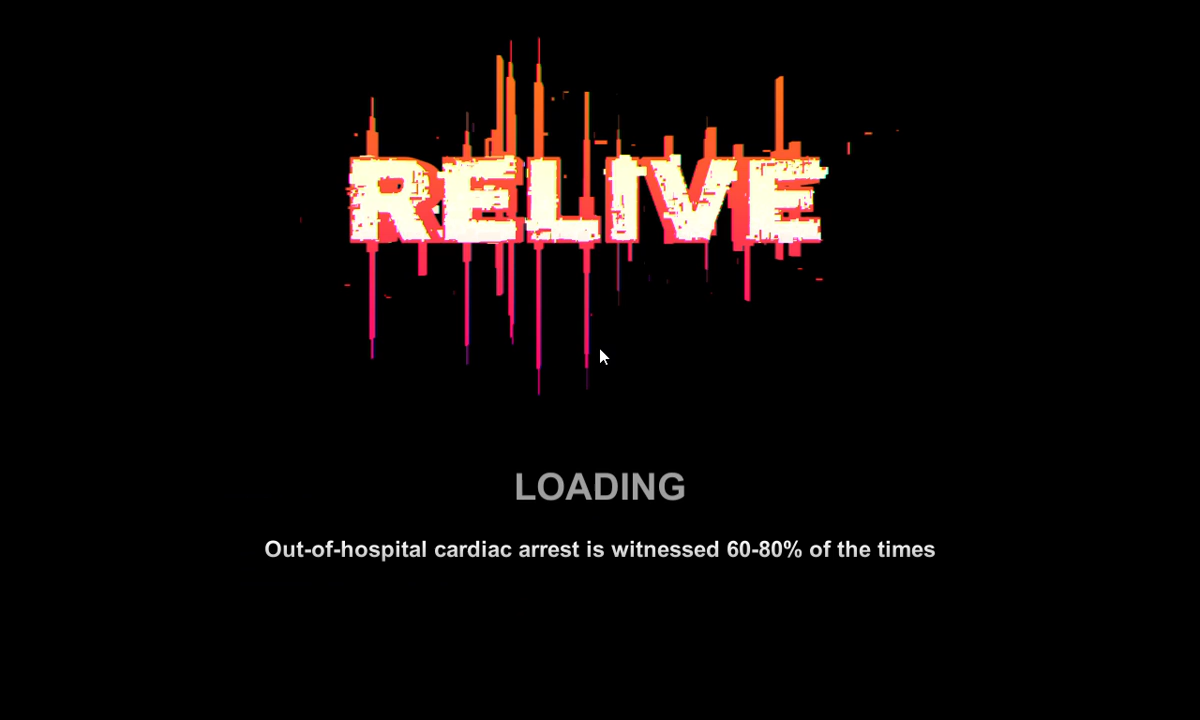 RELIVE
LOADING
Out-of-hospital cardiac arrest is witnessed 60-80% of the times